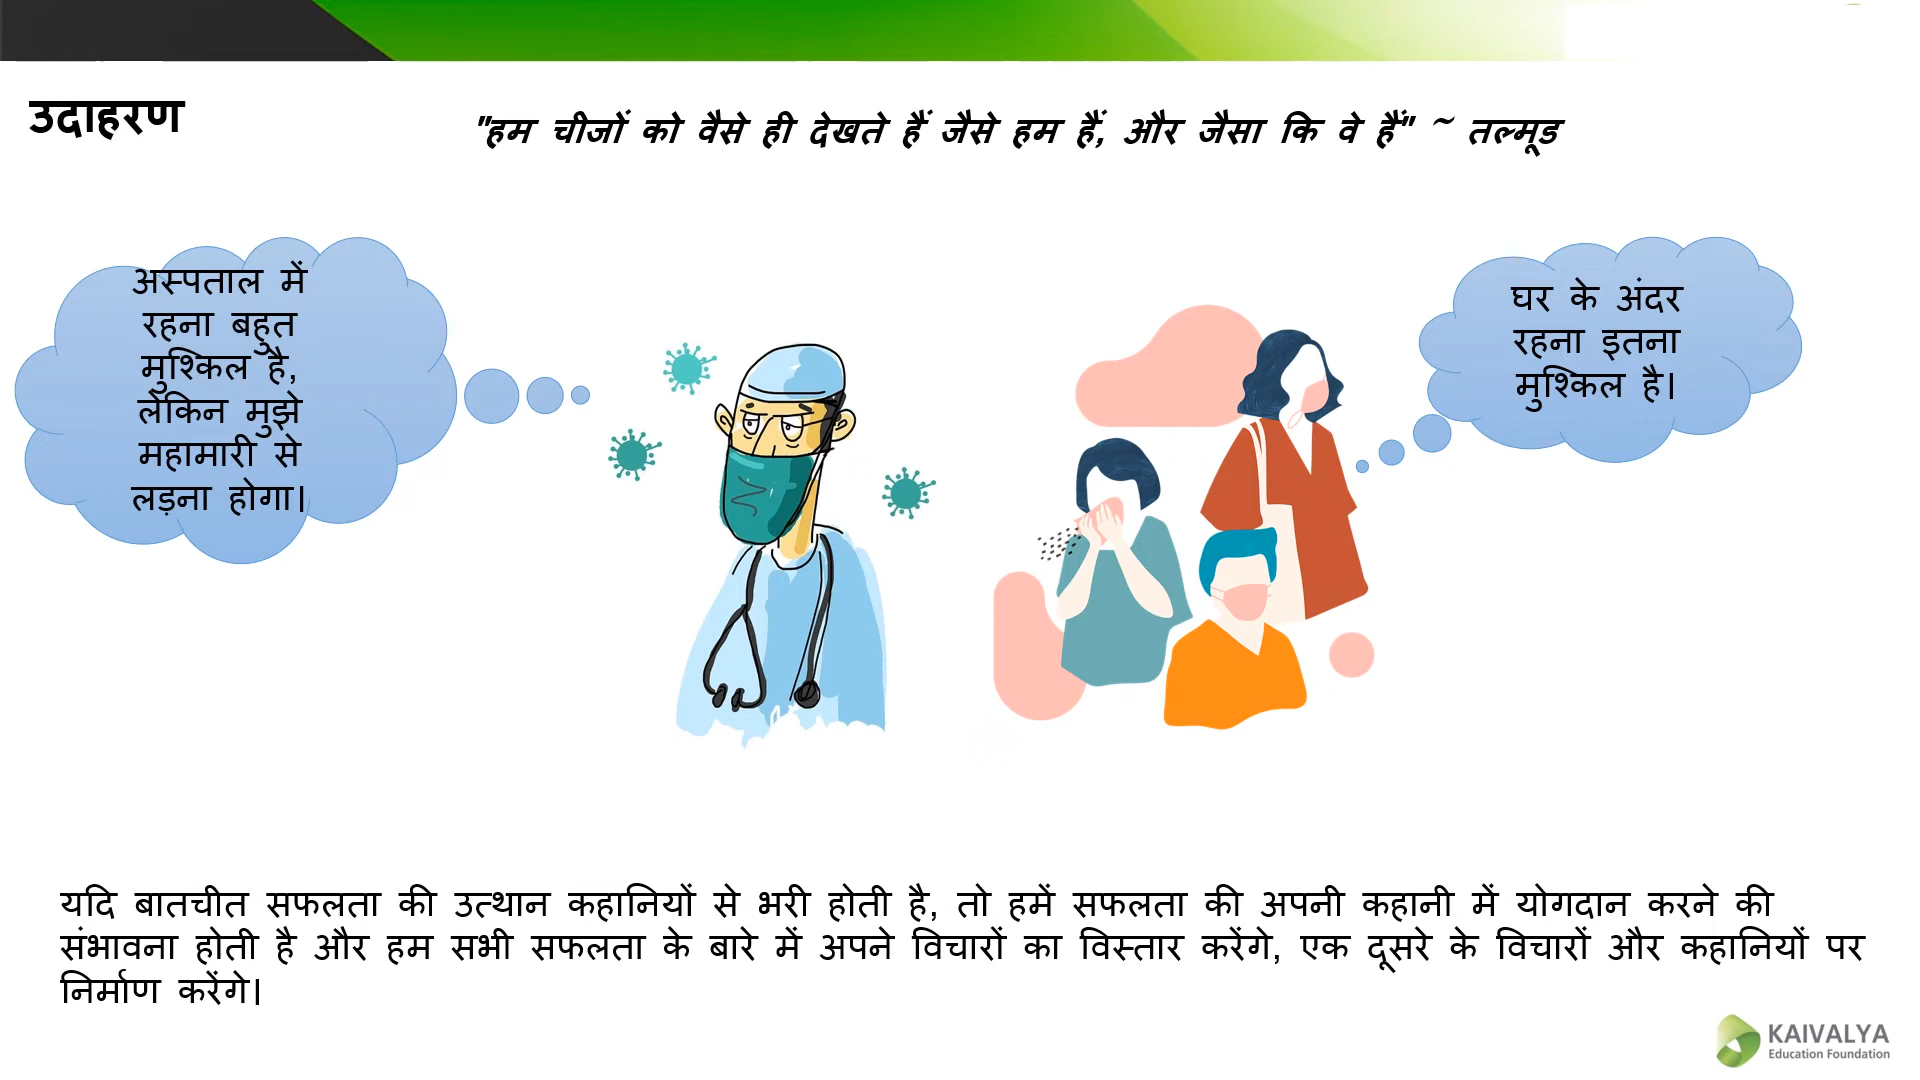 उदाहरण
"हम चीजों को वैसे ही देखते हैं जैसे हम हैं, और जैसा कि वे हैं" ~ तल्मूड
अस्पताल में
रहना बहुत
मुश्किल है,
लेकिन मुझे
महामारी से
लड़ना होगा।
घर के अंदर
रहना इतना
मुश्किल है।
यदि बातचीत सफलता की उत्थान कहानियों से भरी होती है, तो हमें सफलता की अपनी कहानी में योगदान करने की
संभावना होती है और हम सभी सफलता के बारे में अपने विचारों का विस्तार करेंगे, एक दूसरे के विचारों और कहानियों पर
निर्माण करेंगे।
KAIVALYA
Education Foundation